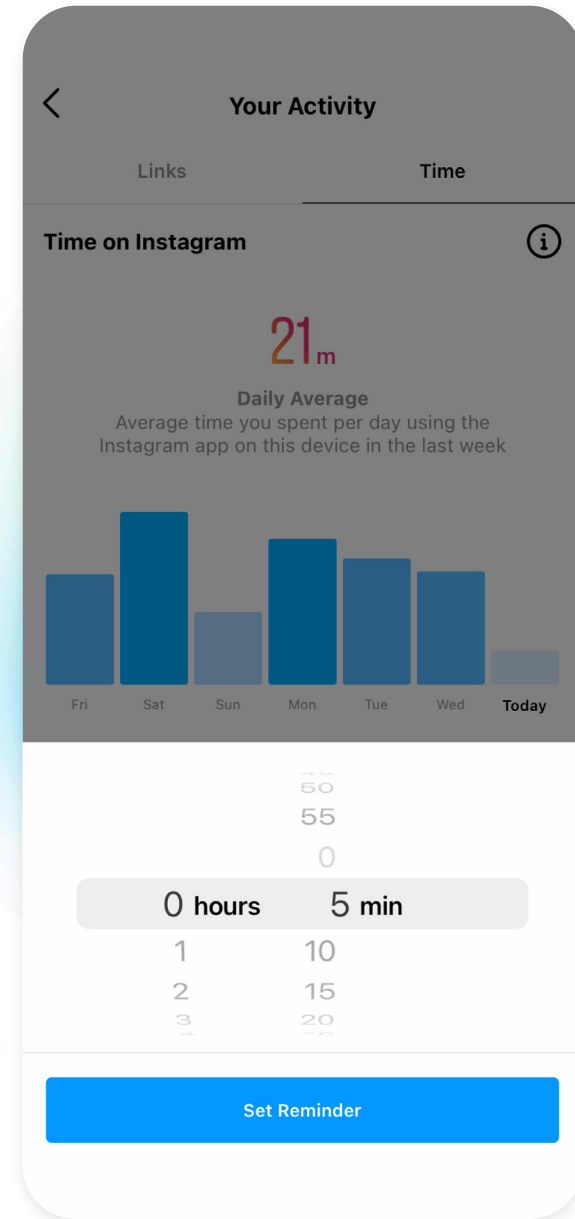 Your Activity
Links Time
Time on Instagram
21m
Daily Average
Average time you spent per day using the
Instagram app on this device in the last week
Fri Sat Sun Mon Tue Wed Today
50
55
0
0 hours 5 min
1 10
2 15
3 20
Set Reminder